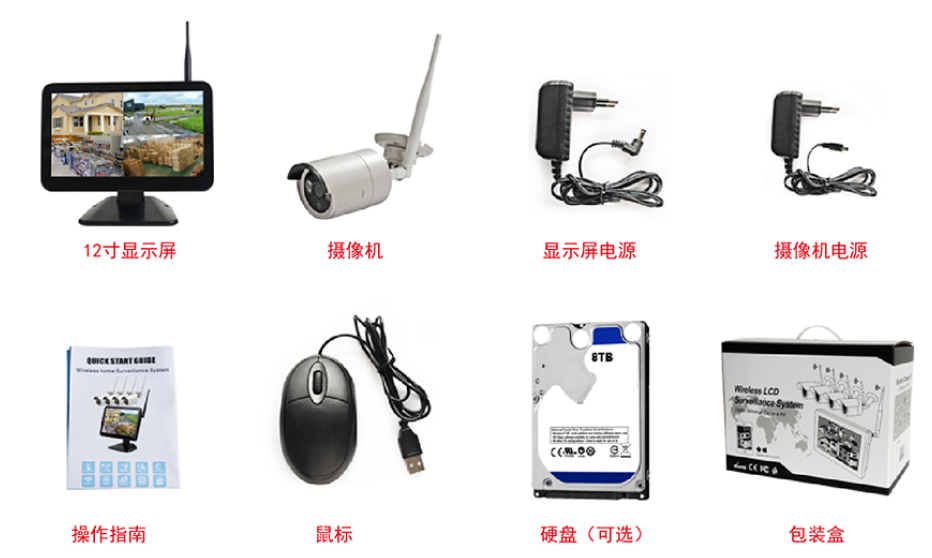 12寸显示屏
摄像机
显示屏电源
摄像机电源
QUICK START GUIDE
Wireless home Surveillance System
8TB
Wireless LCD
Surveillance System
操作指南
鼠标
硬盘（可选）
包装盒